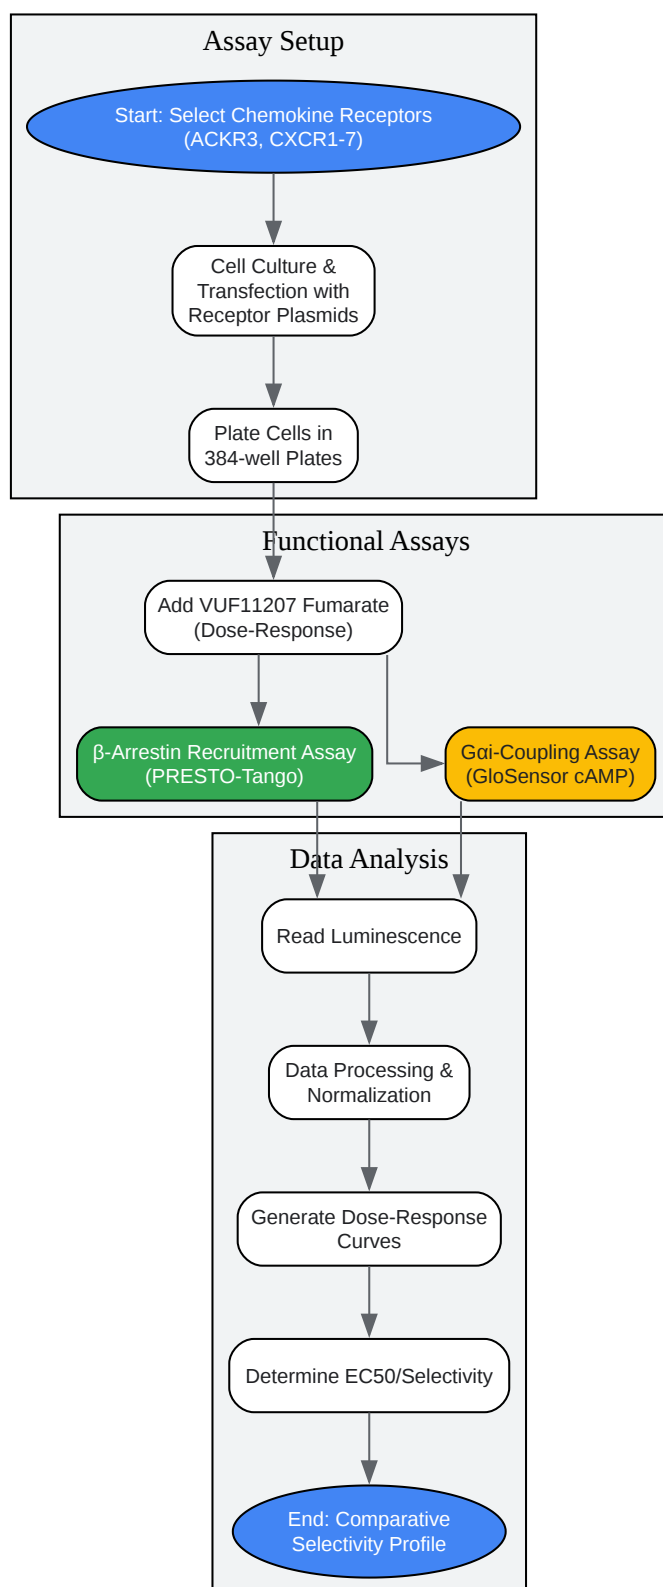 Assay Setup
Start: Select Chemokine Receptors
(ACKR3, CXCR1-7)
Cell Culture &
Transfection with
Receptor Plasmids
Plate Cells in
384-well Plates
Functional Assays
Add VUF11207 Fumarate
(Dose-Response)
β-Arrestin Recruitment Assay
(PRESTO-Tango)
Gαi-Coupling Assay
(GloSensor cAMP)
Data Analysis
Read Luminescence
Data Processing &
Normalization
Generate Dose-Response
Curves
Determine EC50/Selectivity
End: Comparative
Selectivity Profile